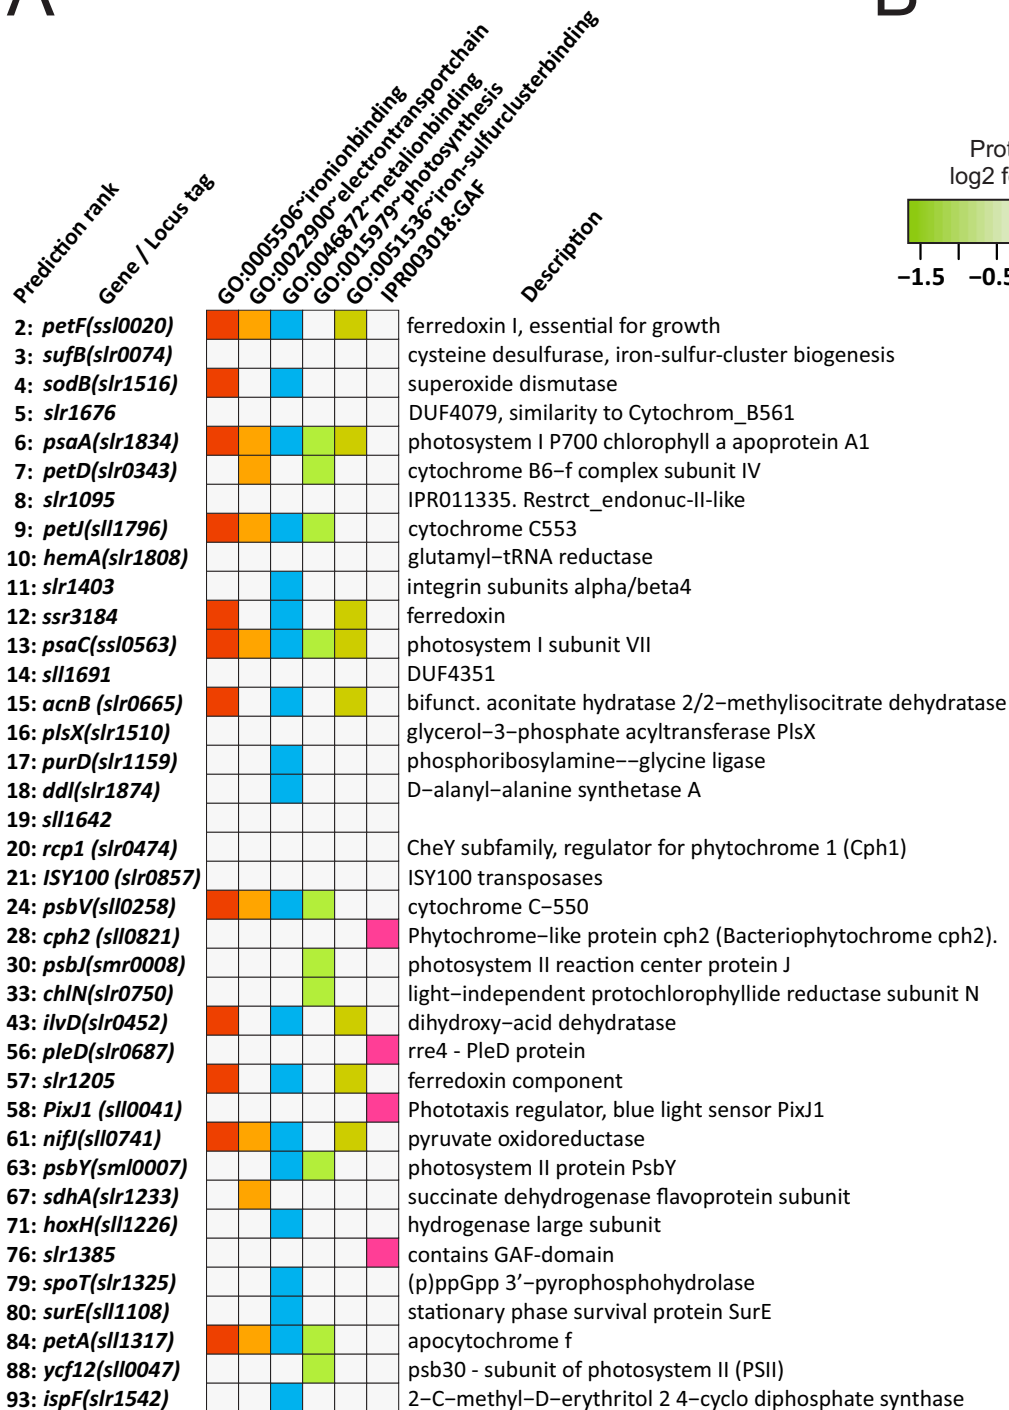 A
B
Prediction rank
Gene / Locus tag
GO:0005506~ironionbinding
GO:0022900~electrontransportchain
GO:0046872~metalionbinding
GO:0015979~photosynthesis
GO:0051536~iron-sulfurclusterbinding
IPR003018:GAF
Description
Prot
log2 fo
−1.5 −0.5
2: petF(ssl0020) ferredoxin I, essential for growth
3: sufB(slr0074) cysteine desulfurase, iron-sulfur-cluster biogenesis
4: sodB(slr1516) superoxide dismutase
5: slr1676 DUF4079, similarity to Cytochrom_B561
6: psaA(slr1834) photosystem I P700 chlorophyll a apoprotein A1
7: petD(slr0343) cytochrome B6−f complex subunit IV
8: slr1095 IPR011335. Restrct_endonuc-II-like
9: petJ(sll1796) cytochrome C553
10: hemA(slr1808) glutamyl−tRNA reductase
11: slr1403 integrin subunits alpha/beta4
12: ssr3184 ferredoxin
13: psaC(ssl0563) photosystem I subunit VII
14: sll1691 DUF4351
15: acnB (slr0665) bifunct. aconitate hydratase 2/2−methylisocitrate dehydratase
16: plsX(slr1510) glycerol−3−phosphate acyltransferase PlsX
17: purD(slr1159) phosphoribosylamine−−glycine ligase
18: ddl(slr1874) D−alanyl−alanine synthetase A
19: sll1642
20: rcp1 (slr0474) CheY subfamily, regulator for phytochrome 1 (Cph1)
21: ISY100 (slr0857) ISY100 transposases
24: psbV(sll0258) cytochrome C−550
28: cph2 (sll0821) Phytochrome−like protein cph2 (Bacteriophytochrome cph2).
30: psbJ(smr0008) photosystem II reaction center protein J
33: chlN(slr0750) light−independent protochlorophyllide reductase subunit N
43: ilvD(slr0452) dihydroxy−acid dehydratase
56: pleD(slr0687) rre4 - PleD protein
57: slr1205 ferredoxin component
58: PixJ1 (sll0041) Phototaxis regulator, blue light sensor PixJ1
61: nifJ(sll0741) pyruvate oxidoreductase
63: psbY(sml0007) photosystem II protein PsbY
67: sdhA(slr1233) succinate dehydrogenase flavoprotein subunit
71: hoxH(sll1226) hydrogenase large subunit
76: slr1385 contains GAF-domain
79: spoT(slr1325) (p)ppGpp 3’−pyrophosphohydrolase
80: surE(sll1108) stationary phase survival protein SurE
84: petA(sll1317) apocytochrome f
88: ycf12(sll0047) psb30 - subunit of photosystem II (PSII)
93: ispF(slr1542) 2−C−methyl−D−erythritol 2 4−cyclo diphosphate synthase